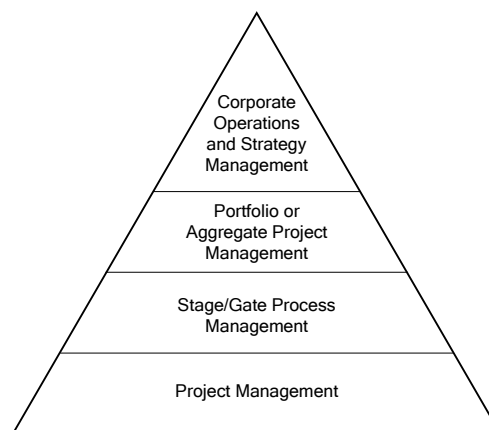 Corporate
Operations
and Strategy
Management
Portfolio or
Aggregate Project
Management
Stage/Gate Process
Management
Project Management